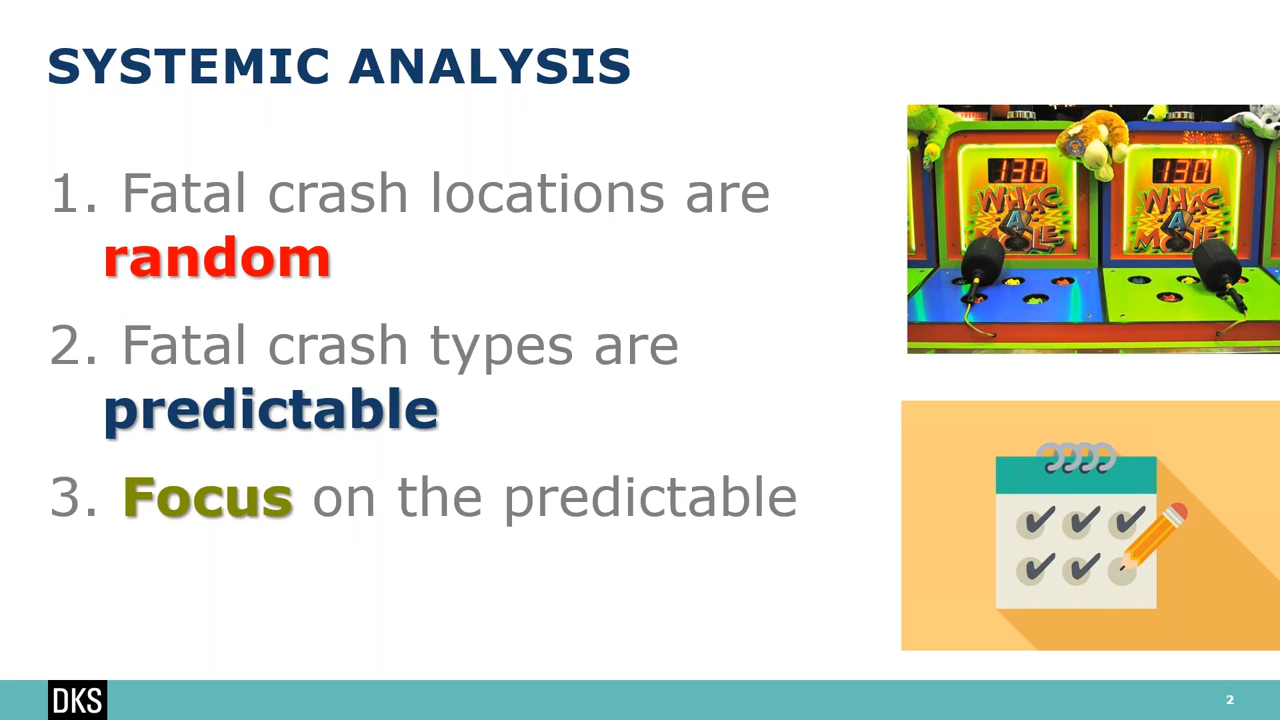 SYSTEMIC ANALYSIS
1. Fatal crash locations are
random
2. Fatal crash types are
predictable
3. Focus on the predictable
130
WHAC
A
MOLE
130
WHAC
A
MOLE
DKS
2